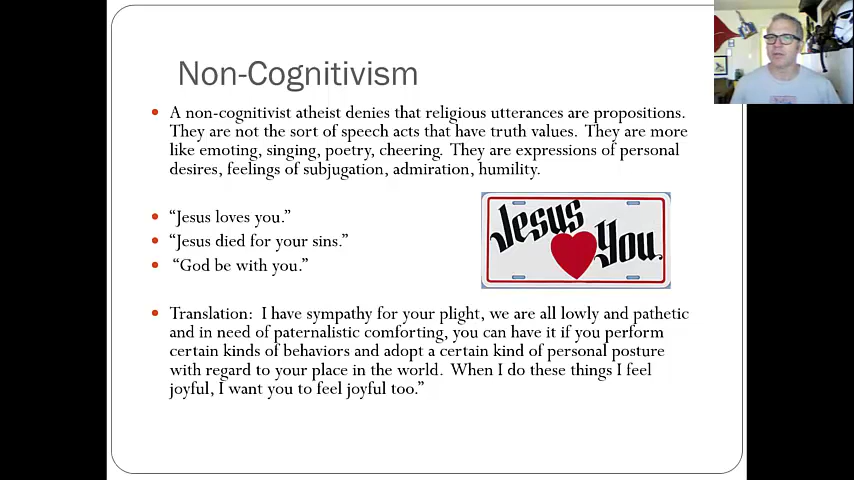 Non-Cognitivism
A non-cognitivist atheist denies that religious utterances are propositions.
They are not the sort of speech acts that have truth values. They are more
like emoting, singing, poetry, cheering. They are expressions of personal
desires, feelings of subjugation, admiration, humility.
"Jesus loves you."
"Jesus died for your sins."
"God be with you."
Jesus
You
Translation: I have sympathy for your plight, we are all lowly and pathetic
and in need of paternalistic comforting, you can have it if you perform
certain kinds of behaviors and adopt a certain kind of personal posture
with regard to your place in the world. When I do these things I feel
joyful, I want you to feel joyful too."